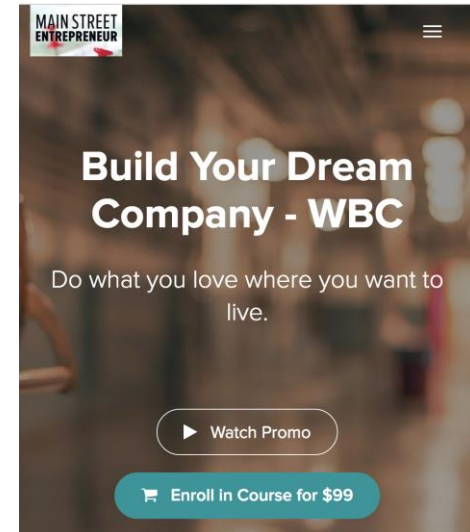 MAIN STREET
ENTREPRENEUR
Build Your Dream
Company - WBC
Do what you love where you want to
live.
Watch Promo
Enroll in Course for $99